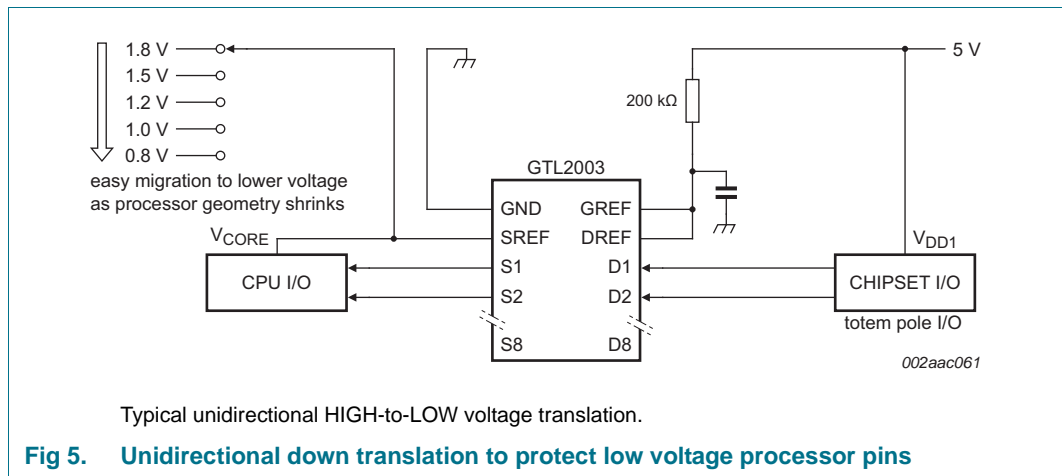 1.8 V
1.5 V
1.2 V
1.0 V
0.8 V
easy migration to lower voltage
as processor geometry shrinks
5 V
200 kΩ
GTL2003
GND GREF
SREF DREF
S1 D1
S2 D2
S8 D8
VCORE
CPU I/O
VDD1
CHIPSET I/O
totem pole I/O
002aac061
Typical unidirectional HIGH-to-LOW voltage translation.
Fig 5. Unidirectional down translation to protect low voltage processor pins